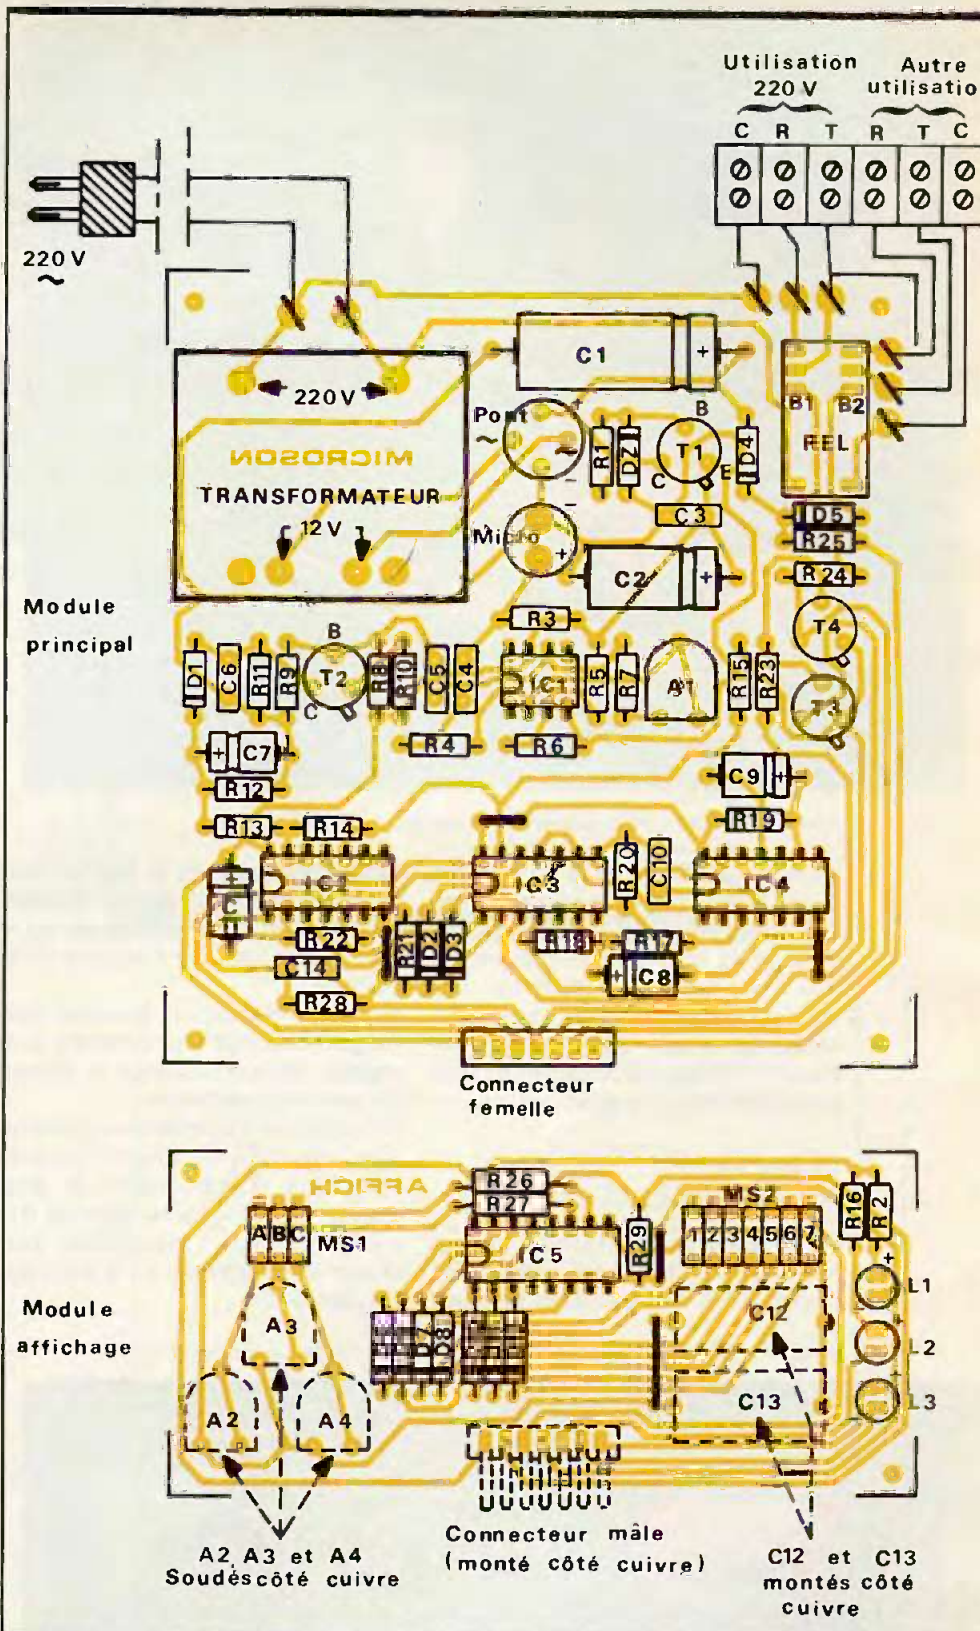 Utilisation Autre
220 V utilisatio
C R T R T C
220 V
~
C1
220V
Pont
+
~ ~
-
B
B1 B2
REL
R1
DZ1
T1
D4
C E
MICROSON
TRANSFORMATEUR
12V
Micro
-
+
C3
D5
R25
C2
R24
Module
principal
R3
T4
D1
C6
R11
R9
B
T2
C
R8
R10
C5
C4
IC1
R5
R7
A1
R15
R23
T3
+ C7
R4
R6
R12
C9 +
R13
R14
R19
IC2
IC3
R20
C10
IC4
R22
R21
D2
D3
R18
R17
C14
+ C8
R28
Connecteur
femelle
AFFICH
R26
R27
MS2
R16
R2
A B C
MS1
IC5
R29
1 2 3 4 5 6 7
+
L1
Module
affichage
A3
D7
D8
C12
L2
A2
A4
C13
L3
Connecteur mâle
(monté côté cuivre)
A2, A3 et A4
Soudés côté cuivre
C12 et C13
montés côté
cuivre